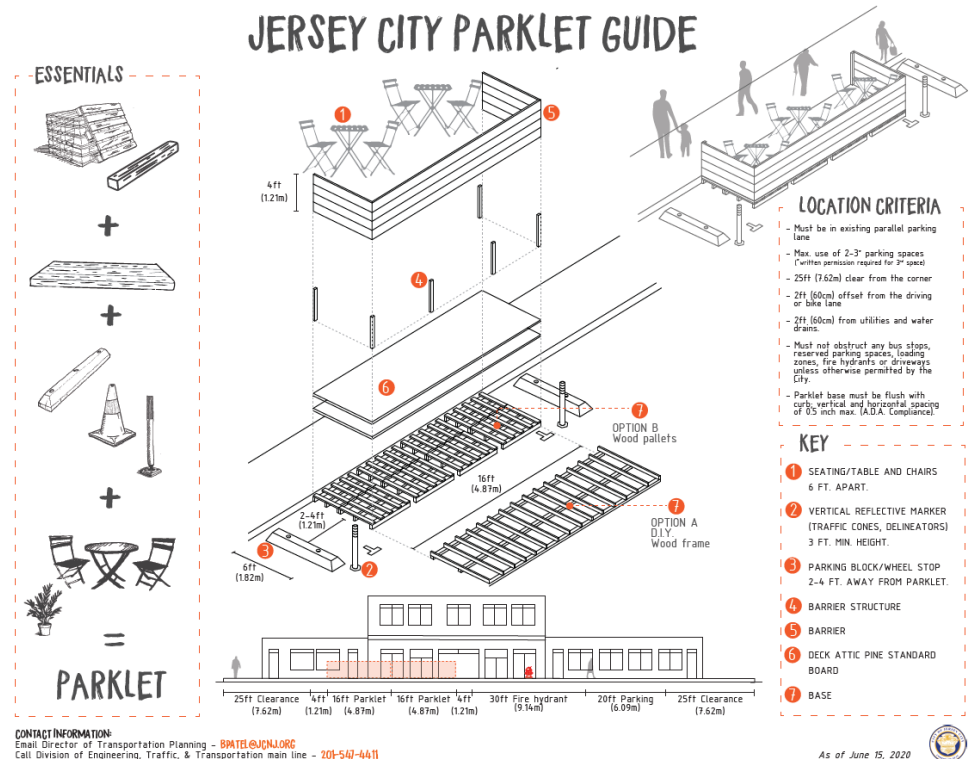 JERSEY CITY PARKLET GUIDE
ESSENTIALS
+
+
+
=
PARKLET
1
5
4ft
(1.21m)
4
6
7
OPTION B
Wood pallets
16ft
(4.87m)
2-4ft
(1.21m)
7
OPTION A
D.I.Y.
Wood frame
3
6ft
(1.82m)
2
25ft Clearance
(7.62m)
4ft
(1.21m)
16ft Parklet
(4.87m)
16ft Parklet
(4.87m)
4ft
(1.21m)
30ft Fire hydrant
(9.14m)
20ft Parking
(6.09m)
25ft Clearance
(7.62m)
LOCATION CRITERIA
- Must be in existing parallel parking
lane
- Max. use of 2-3* parking spaces
(*written permission required for 3rd space)
- 25ft (7.62m) clear from the corner
- 2ft (60cm) offset from the driving
or bike lane
- 2ft (60cm) from utilities and water
drains.
- Must not obstruct any bus stops,
reserved parking spaces, loading
zones, fire hydrants or driveways
unless otherwise permitted by the
City.
- Parklet base must be flush with
curb; vertical and horizontal spacing
of 0.5 inch max. (A.D.A. Compliance).
KEY
1 SEATING/TABLE AND CHAIRS
6 FT. APART.
2 VERTICAL REFLECTIVE MARKER
(TRAFFIC CONES, DELINEATORS)
3 FT. MIN. HEIGHT.
3 PARKING BLOCK/WHEEL STOP
2-4 FT. AWAY FROM PARKLET.
4 BARRIER STRUCTURE
5 BARRIER
6 DECK ATTIC PINE STANDARD
BOARD
7 BASE
CONTACT INFORMATION:
Email Director of Transportation Planning - BPATEL@JCNJ.ORG
Call Division of Engineering, Traffic, & Transportation main line - 201-547-4411
As of June 15, 2020